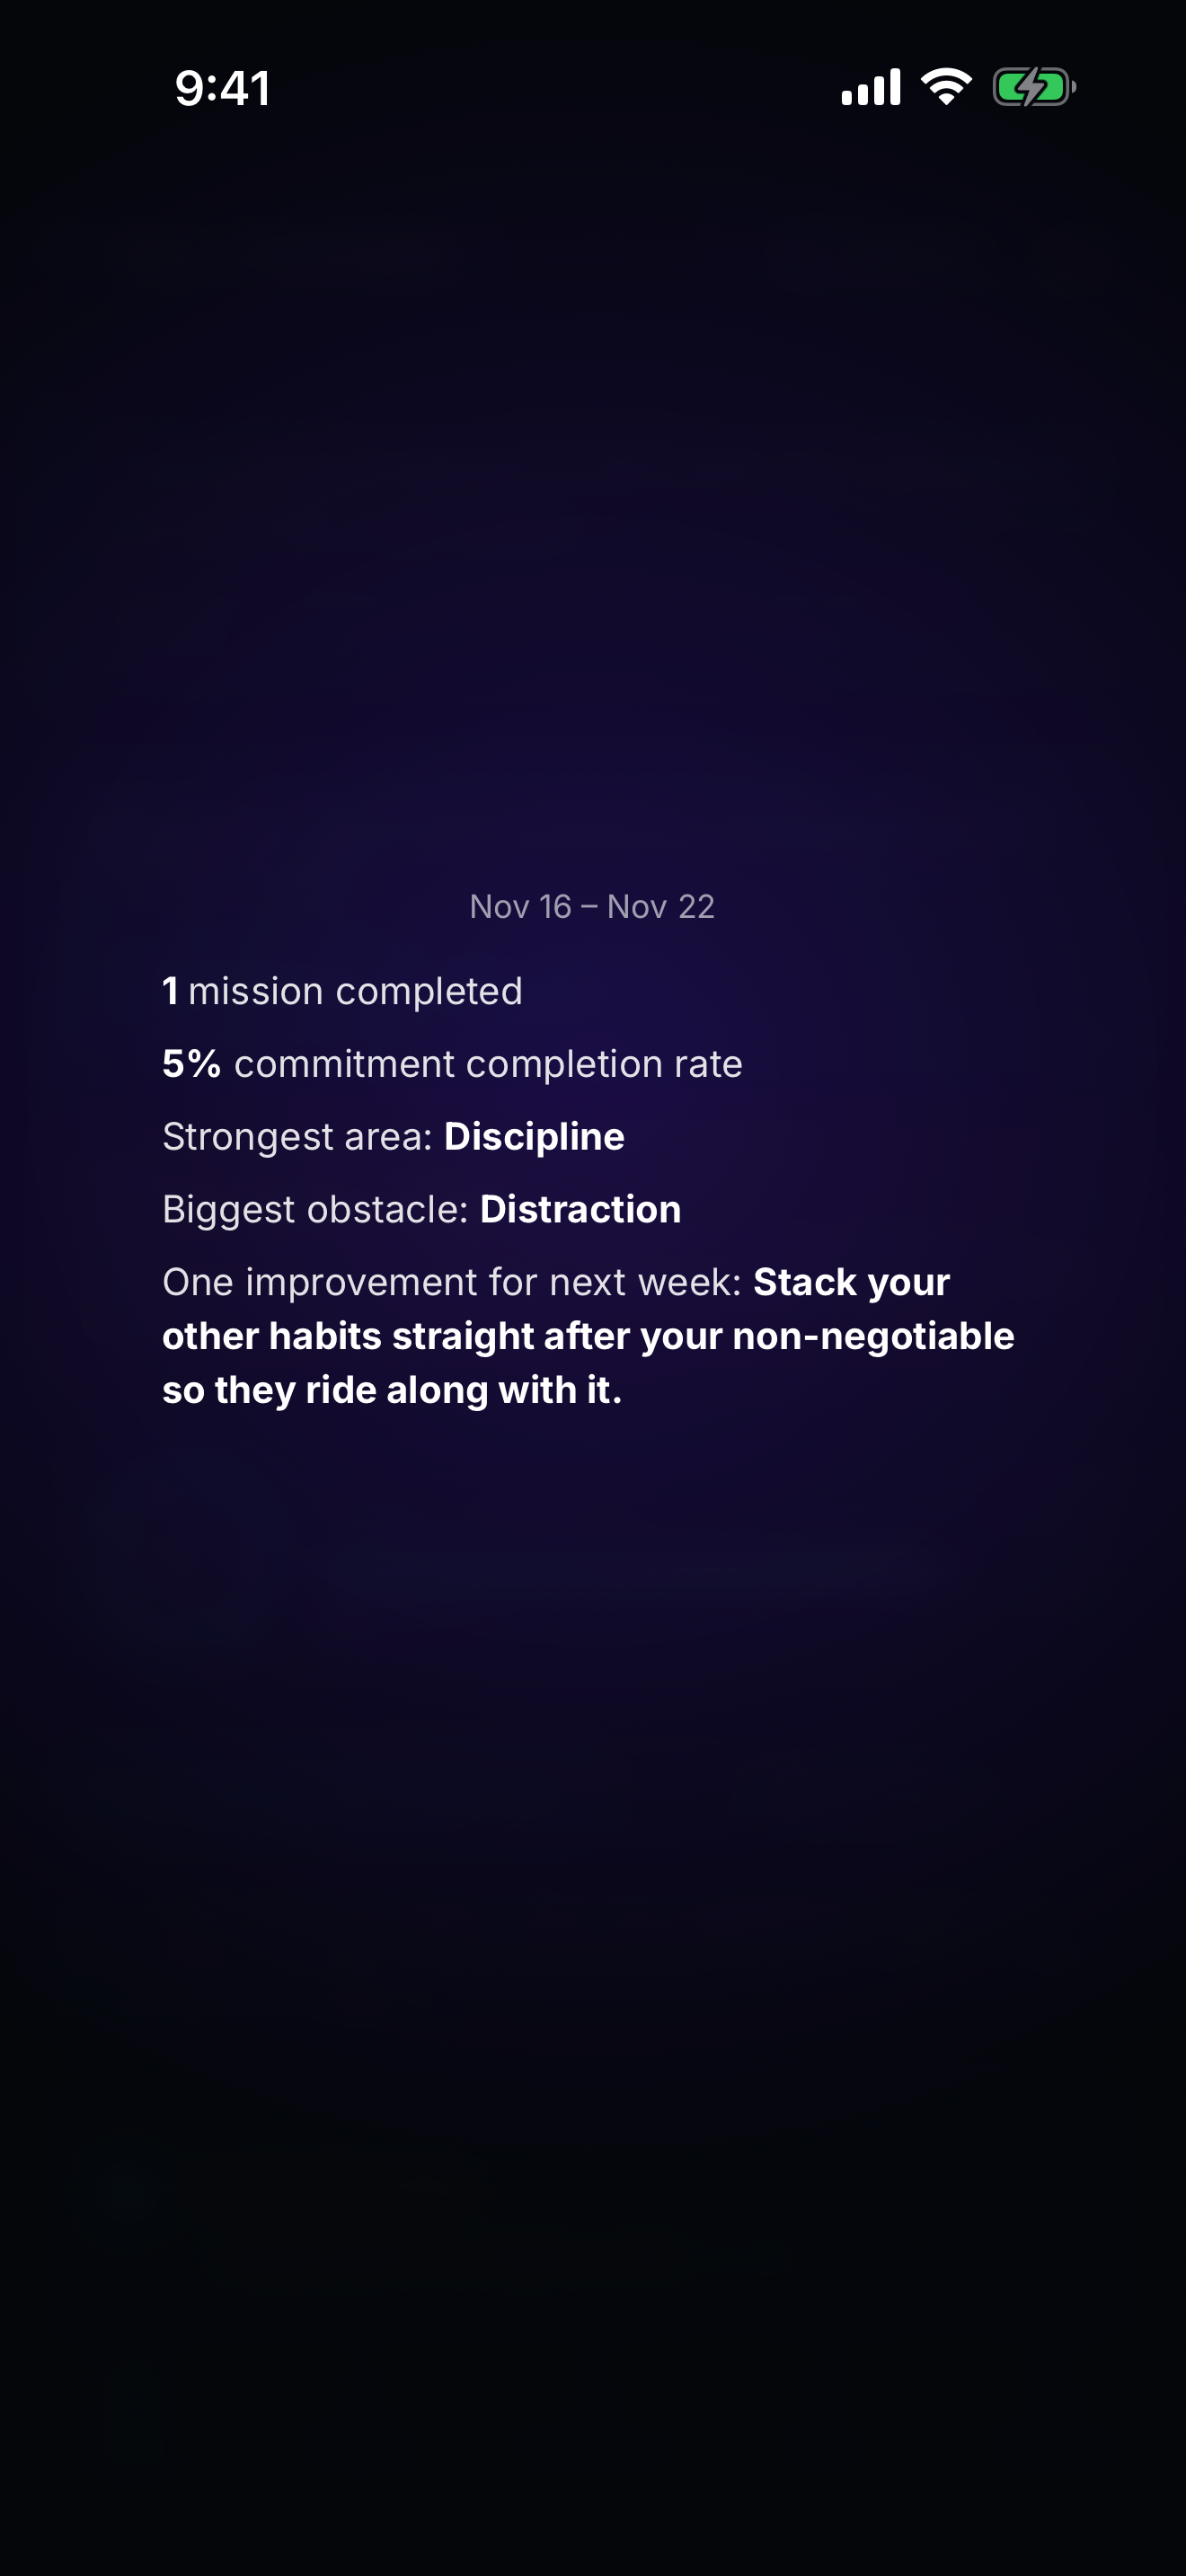 9:41
Nov 16 – Nov 22
1 mission completed
5% commitment completion rate
Strongest area: Discipline
Biggest obstacle: Distraction
One improvement for next week: Stack your
other habits straight after your non-negotiable
so they ride along with it.